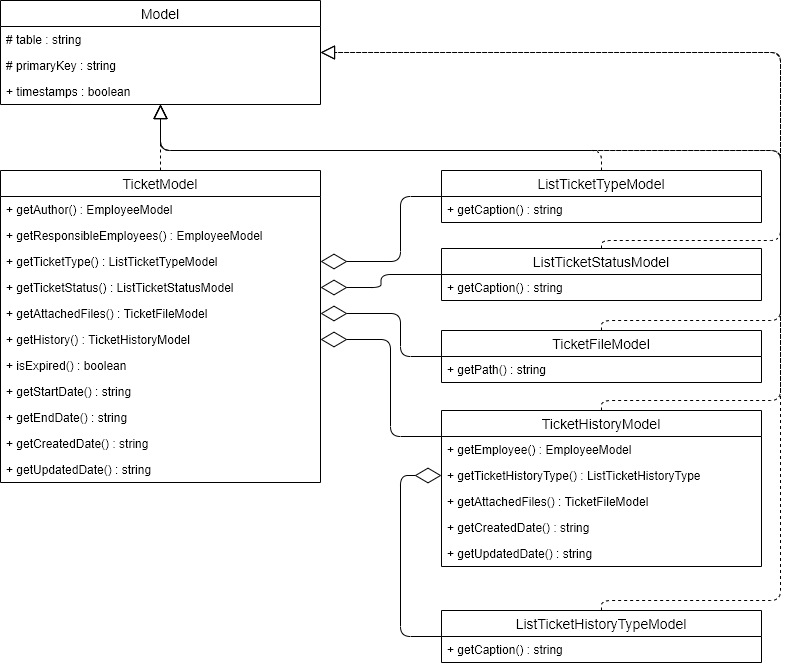 Model
# table : string
# primaryKey : string
+ timestamps : boolean
TicketModel
+ getAuthor() : EmployeeModel
+ getResponsibleEmployees() : EmployeeModel
+ getTicketType() : ListTicketTypeModel
+ getTicketStatus() : ListTicketStatusModel
+ getAttachedFiles() : TicketFileModel
+ getHistory() : TicketHistoryModel
+ isExpired() : boolean
+ getStartDate() : string
+ getEndDate() : string
+ getCreatedDate() : string
+ getUpdatedDate() : string
ListTicketTypeModel
+ getCaption() : string
ListTicketStatusModel
+ getCaption() : string
TicketFileModel
+ getPath() : string
TicketHistoryModel
+ getEmployee() : EmployeeModel
+ getTicketHistoryType() : ListTicketHistoryType
+ getAttachedFiles() : TicketFileModel
+ getCreatedDate() : string
+ getUpdatedDate() : string
ListTicketHistoryTypeModel
+ getCaption() : string